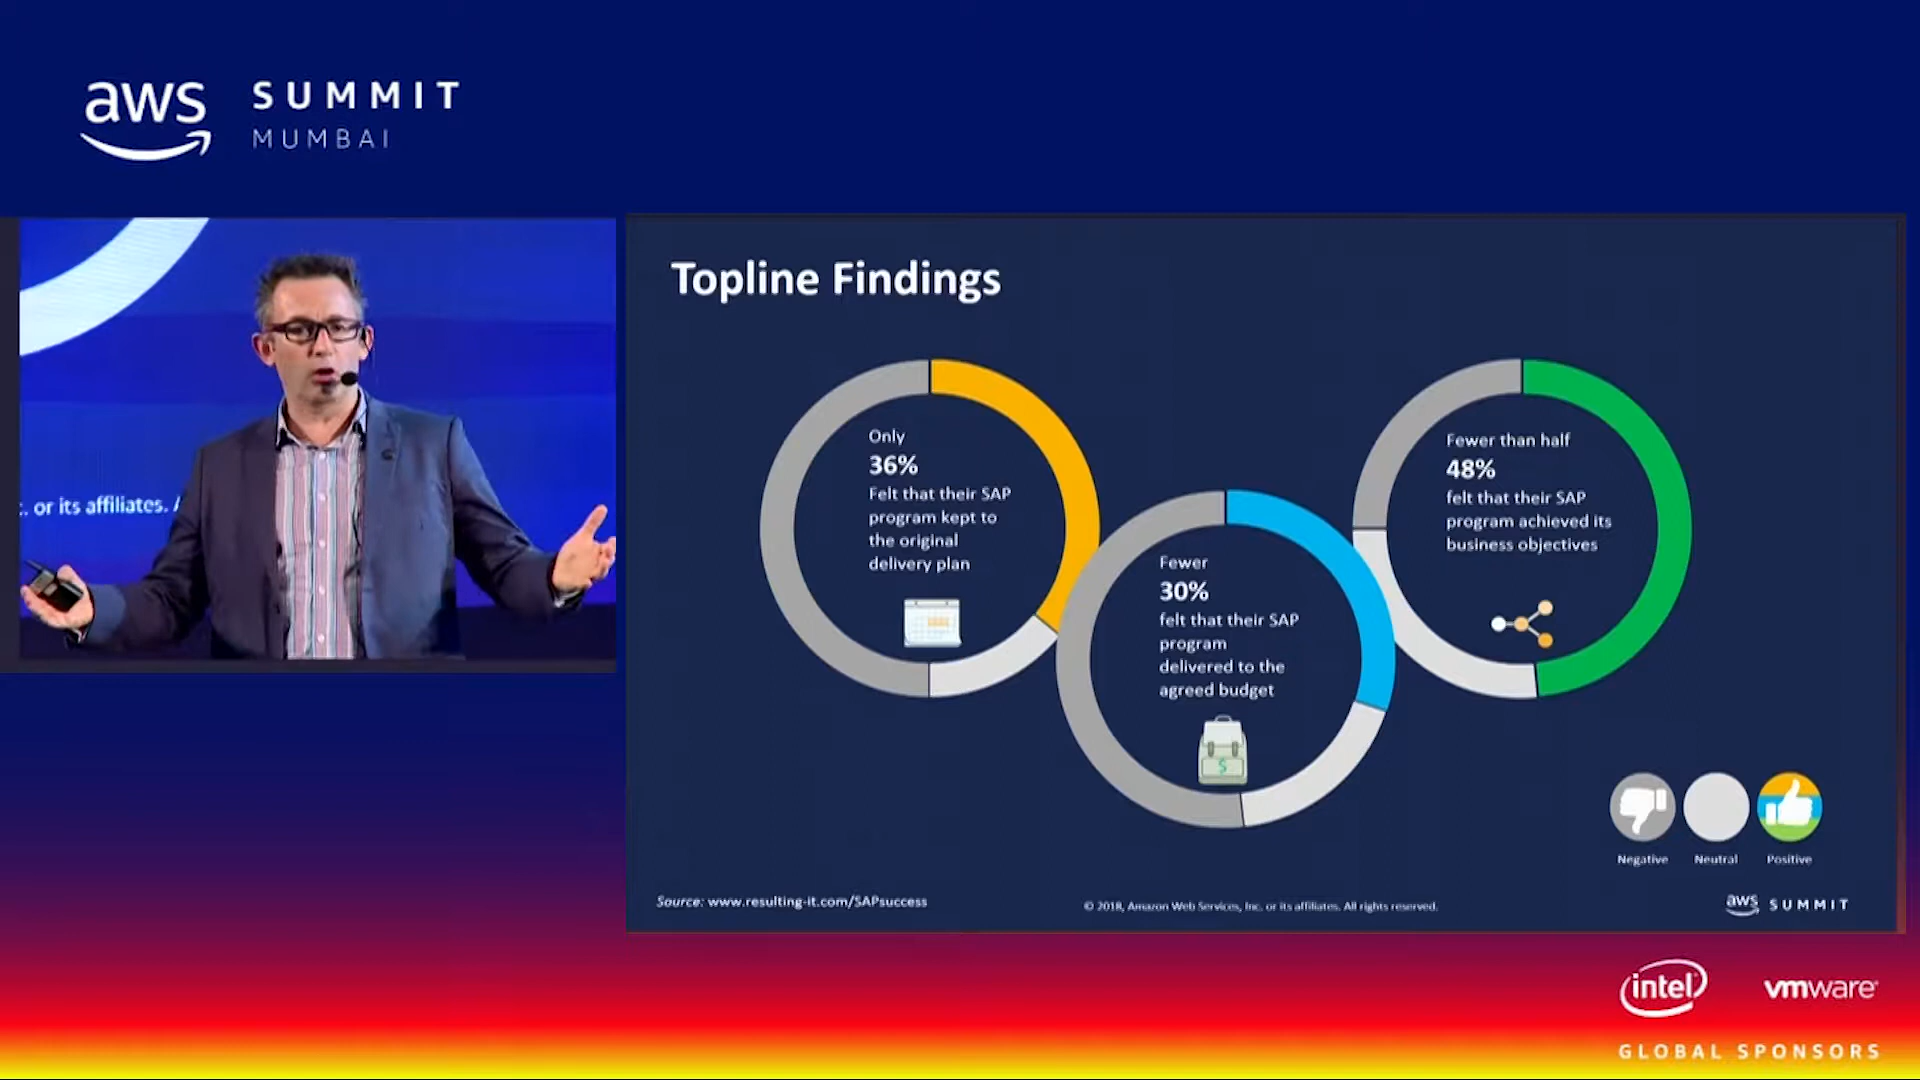 aws SUMMIT
MUMBAI
. or its affiliates. A
Topline Findings
Only
36%
Felt that their SAP
program kept to
the original
delivery plan
Fewer
30%
felt that their SAP
program
delivered to the
agreed budget
$
Fewer than half
48%
felt that their SAP
program achieved its
business objectives
Negative Neutral Positive
Source: www.resulting-it.com/SAPsuccess
© 2018, Amazon Web Services, Inc. or its affiliates. All rights reserved.
aws SUMMIT
intel vmware
GLOBAL SPONSORS